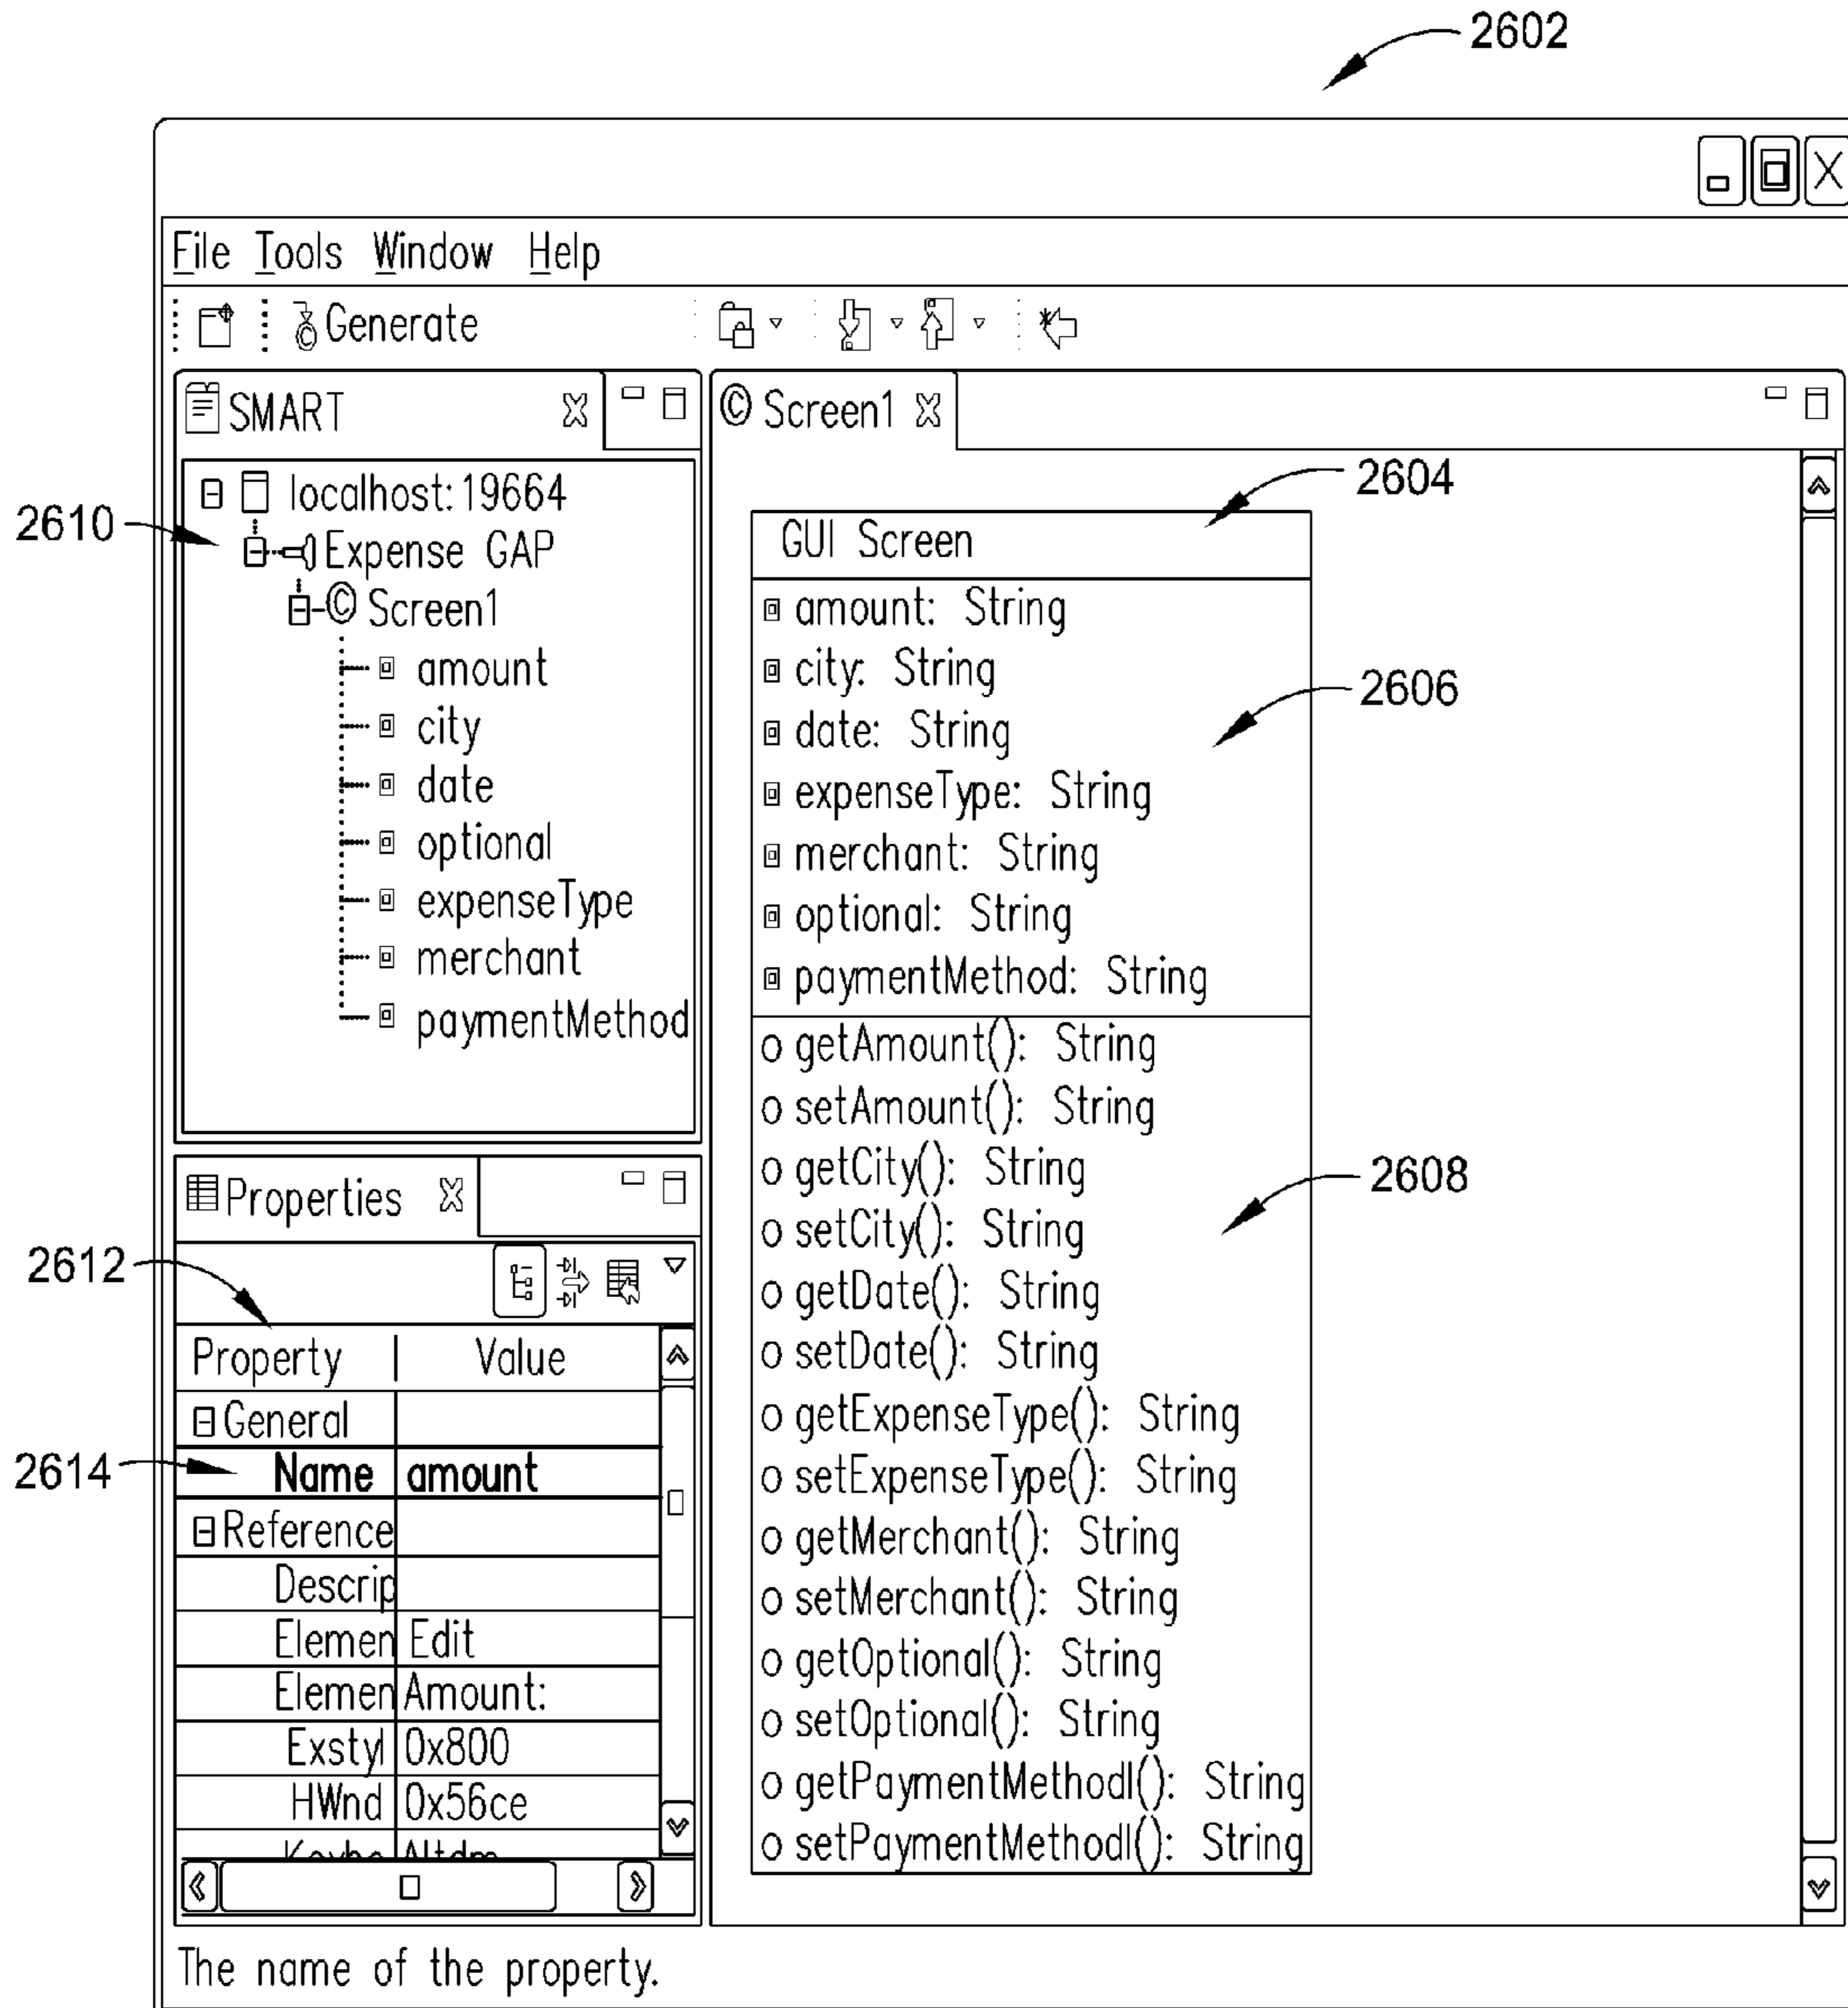 2602
File Tools Window Help
Generate
SMART
localhost:19664
2610
Expense GAP
Screen1
amount
city
date
optional
expenseType
merchant
paymentMethod
Properties
2612
Property Value
General
2614
Name amount
Reference
Descrip
Elemen Edit
Elemen Amount:
Exstyl 0x800
HWnd 0x56ce
© Screen1
2604
GUI Screen
amount: String
city: String
2606
date: String
expenseType: String
merchant: String
optional: String
paymentMethod: String
getAmount(): String
setAmount(): String
getCity(): String
2608
setCity(): String
getDate(): String
setDate(): String
getExpenseType(): String
setExpenseType(): String
getMerchant(): String
setMerchant(): String
getOptional(): String
setOptional(): String
getPaymentMethodl(): String
setPaymentMethodl(): String
The name of the property.